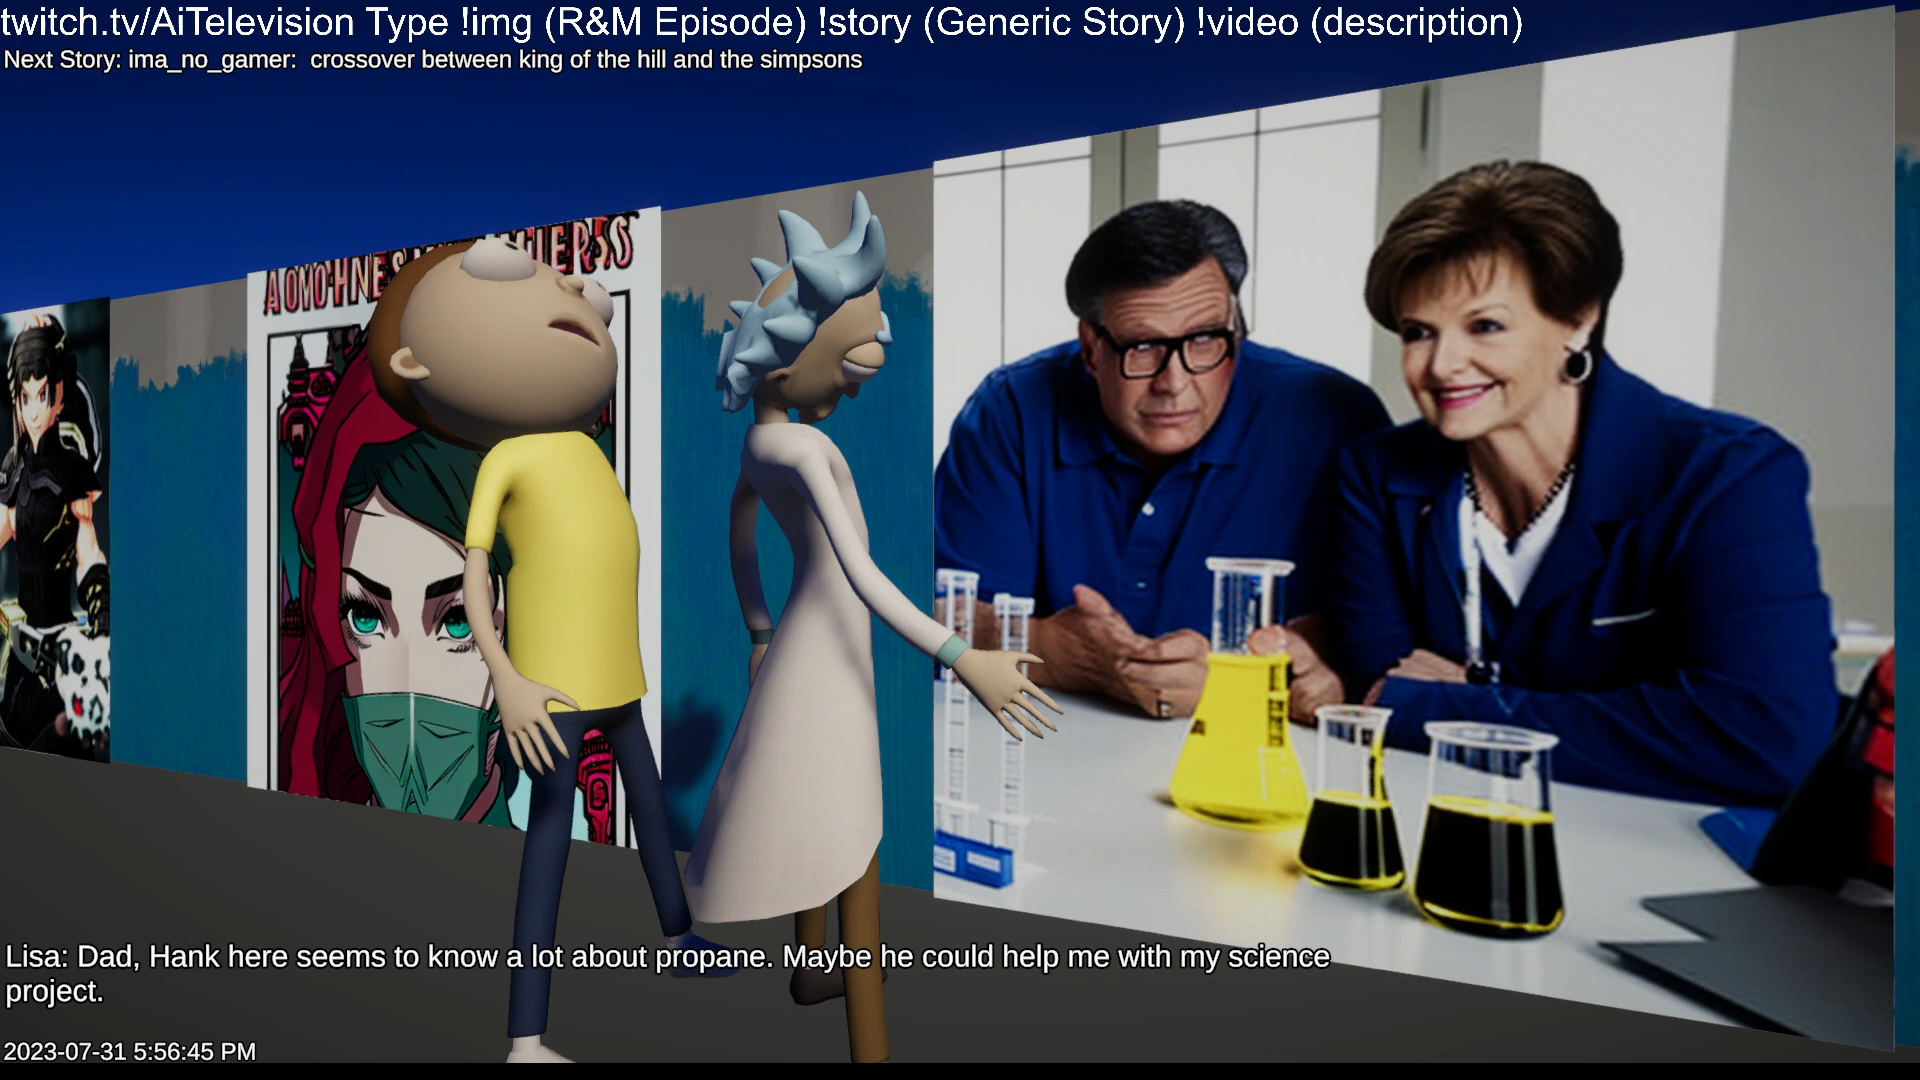 twitch.tv/AiTelevision Type !img (R&M Episode) !story (Generic Story) !video (description)
Next Story: ima_no_gamer:  crossover between king of the hill and the simpsons
Lisa: Dad, Hank here seems to know a lot about propane. Maybe he could help me with my science
project.
2023-07-31 5:56:45 PM